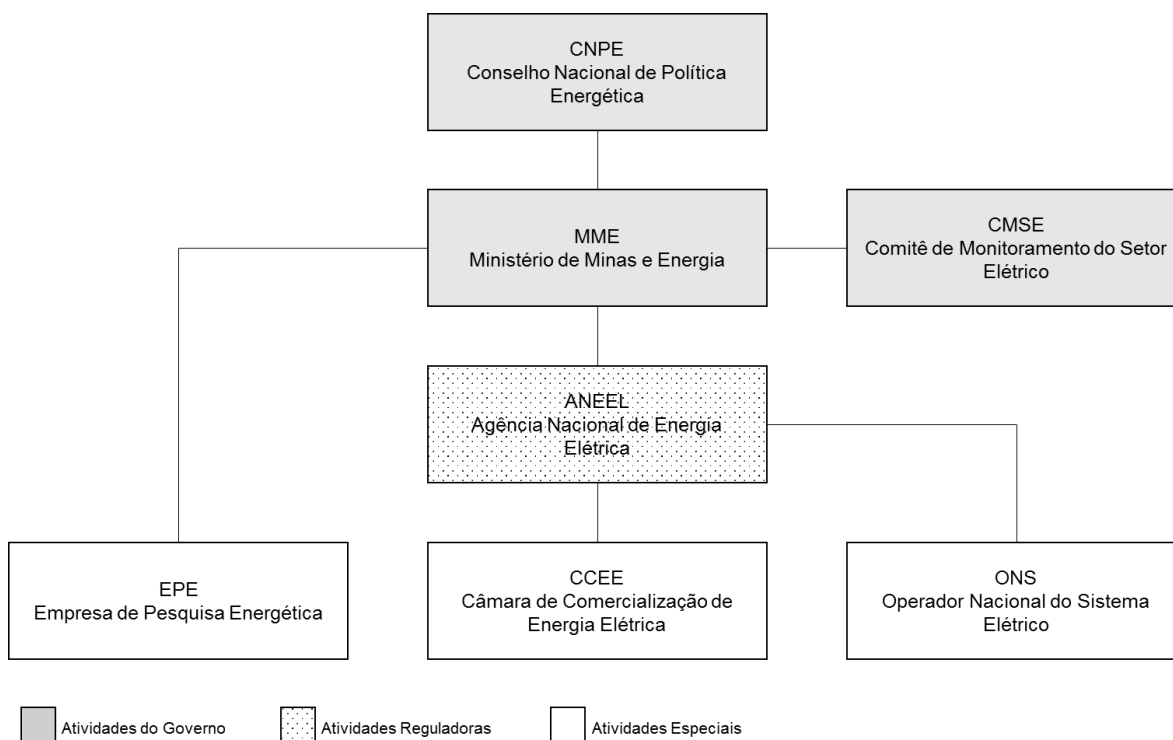 CNPE
Conselho Nacional de Política
Energética
MME
Ministério de Minas e Energia
CMSE
Comitê de Monitoramento do Setor
Elétrico
ANEEL
Agência Nacional de Energia
Elétrica
EPE
Empresa de Pesquisa Energética
CCEE
Câmara de Comercialização de
Energia Elétrica
ONS
Operador Nacional do Sistema
Elétrico
Atividades do Governo
Atividades Reguladoras
Atividades Especiais